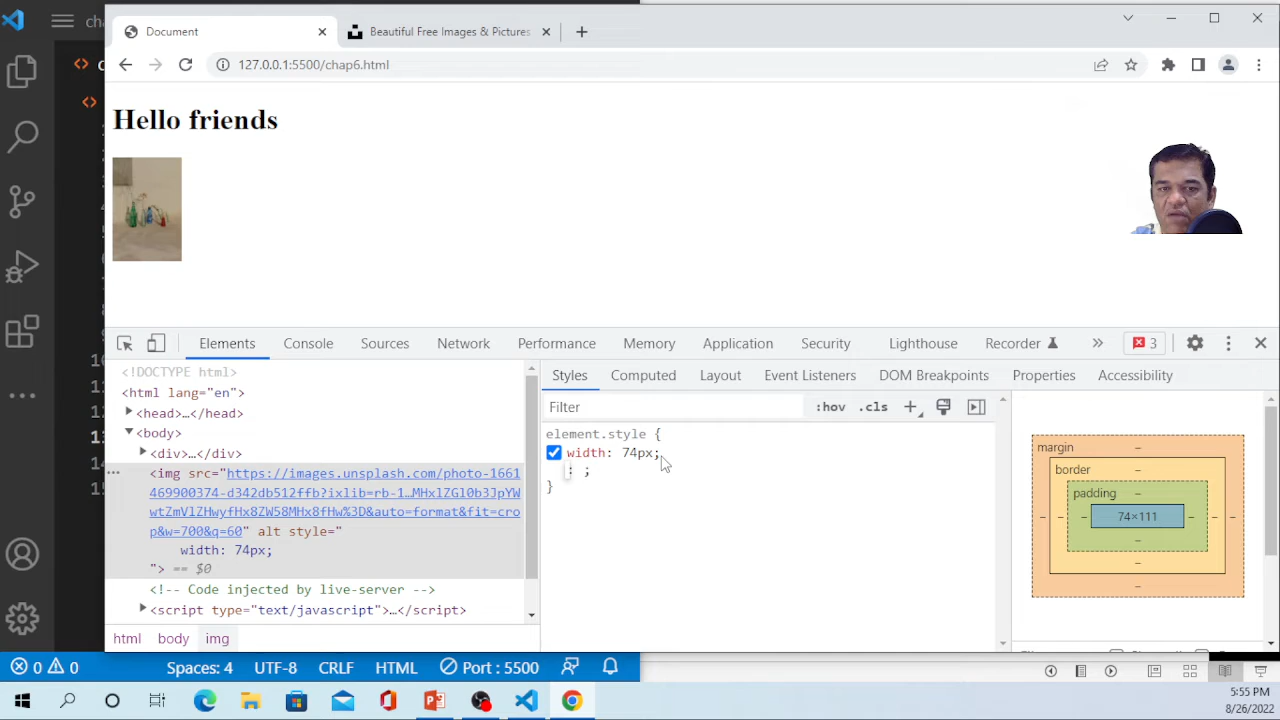 cha
Document
Beautiful Free Images & Pictures
127.0.0.1:5500/chap6.html
Hello friends
Elements
Console
Sources
Network
Performance
Memory
Application
Security
Lighthouse
Recorder
3
<!DOCTYPE html>
<html lang="en">
<head>…</head>
<body>
<div>…</div>
<img src="https://images.unsplash.com/photo-1661
469900374-d342db512ffb?ixlib=rb-1…MHxlZGl0b3JpYW
wtZmVlZHwyfHx8ZW58MHx8fHw%3D&auto=format&fit=cro
p&w=700&q=60" alt style="
width: 74px;
"> == $0
<!-- Code injected by live-server -->
<script type="text/javascript">…</script>
html
body
img
Styles
Computed
Layout
Event Listeners
DOM Breakpoints
Properties
Accessibility
Filter
:hov
.cls
element.style {
width: 74px;
: ;
}
margin
border
padding
74×111
0
0
Spaces: 4
UTF-8
CRLF
HTML
Port : 5500
5:55 PM
8/26/2022